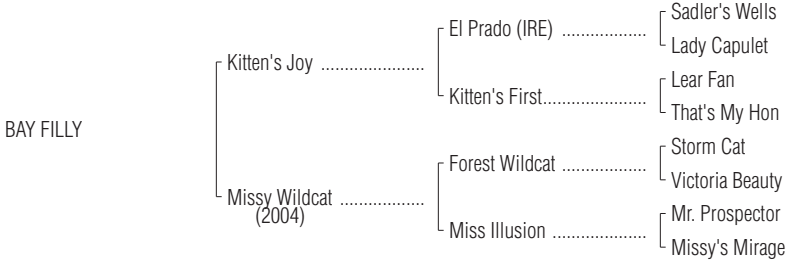 Sadler's Wells
El Prado (IRE) ..................
Lady Capulet
Kitten's Joy ......................
Lear Fan
Kitten's First......................
That's My Hon
BAY FILLY
Storm Cat
Forest Wildcat ..................
Victoria Beauty
Missy Wildcat ..................
(2004)
Mr. Prospector
Miss Illusion ....................
Missy's Mirage